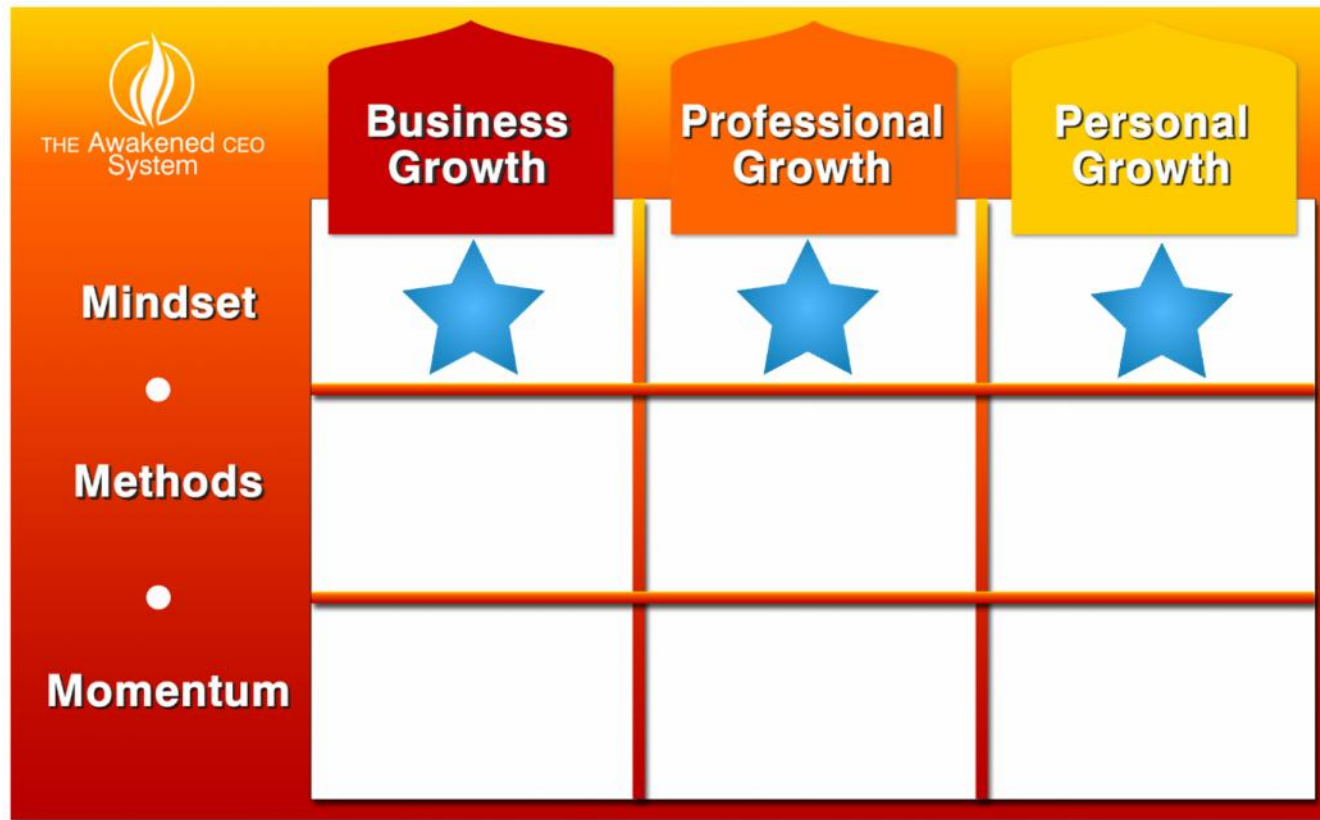 THE Awakened CEO
System
Business
Growth
Professional
Growth
Personal
Growth
Mindset
Methods
Momentum